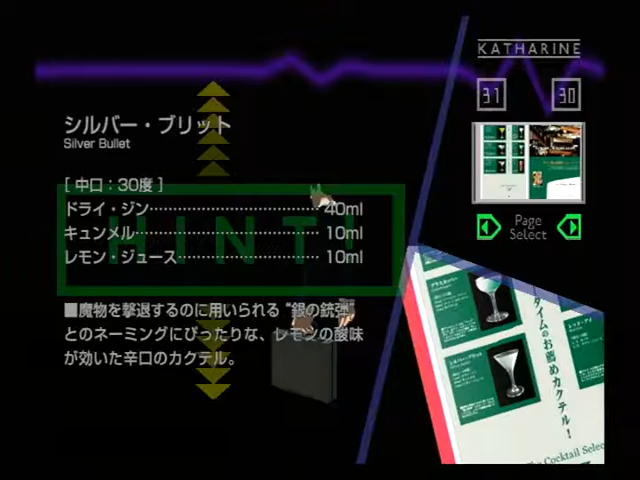 KATHARINE
31 30
シルバー・ブリット
Silver Bullet
[ 中口：30度 ]
ドライ・ジン……………………40ml
キュンメル………………………10ml
レモン・ジュース………………10ml
HINT!
Page
Select
■魔物を撃退するのに用いられる“銀の銃弾”
とのネーミングにぴったりな、レモンの酸味
が効いた辛口のカクテル。
タイムのお薦めカクテル！
The Cocktail Selec